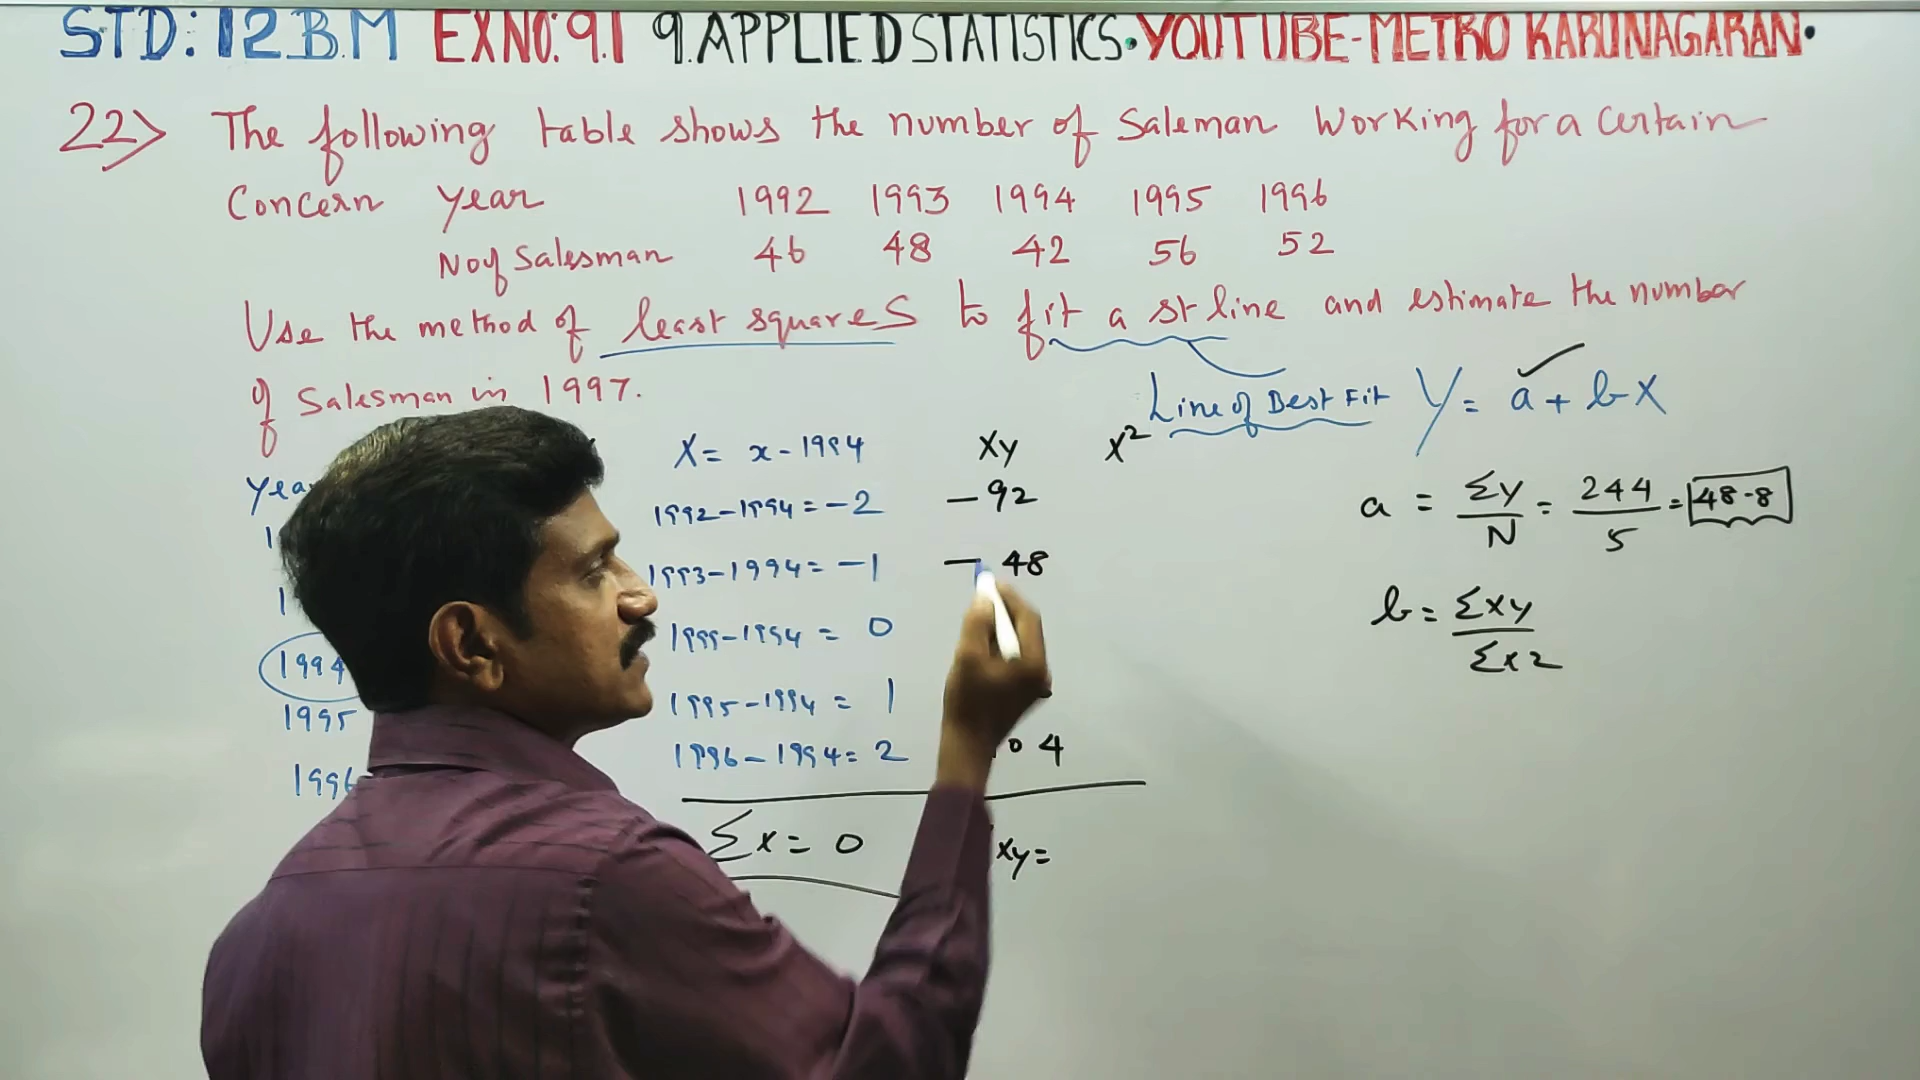 STD: 12 B.M EX NO: 9.1 9. APPLIED STATISTICS. YOUTUBE-METRO KARUNAGARAN.
22> The following table shows the number of Saleman Working for a Certain
Concern year 1992 1993 1994 1995 1996
No of Salesman 46 48 42 56 52
Use the method of least squares to fit a st line and estimate the number
of Salesman in 1997.
Line of Best Fit Y = a + bX
X = x - 1994 Xy X²
1992 - 1994 = -2 -92
a = Σy/N = 244/5 = 48-8
1993 - 1994 = -1 - 48
b = Σxy/Σx2
1994 - 1994 = 0
1994
1995 - 1994 = 1
1995
1996 - 1994 = 2 04
1996
Σx = 0 xy =